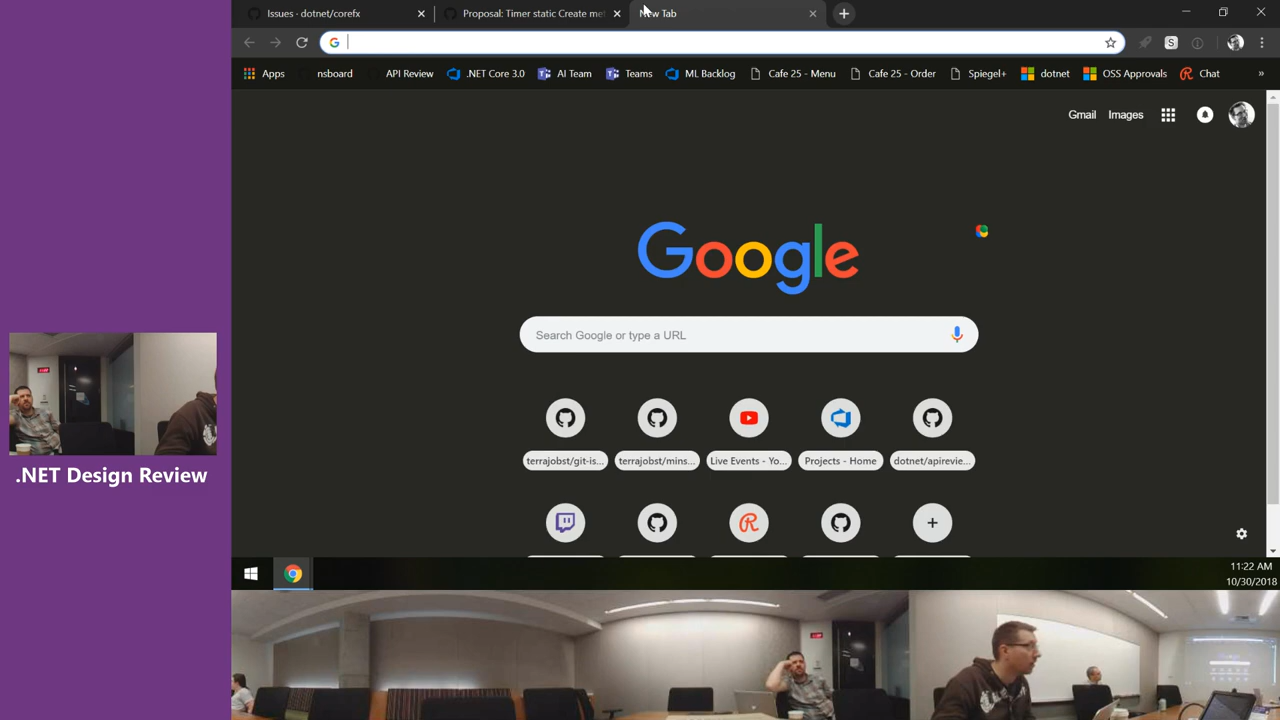 Issues · dotnet/corefx
Proposal: Timer static Create me
New Tab
Apps
nsboard
API Review
.NET Core 3.0
AI Team
Teams
ML Backlog
Cafe 25 - Menu
Cafe 25 - Order
Spiegel+
dotnet
OSS Approvals
Chat
»
Gmail
Images
Google
Search Google or type a URL
terrajobst/git-is...
terrajobst/mins...
Live Events - Yo...
Projects - Home
dotnet/apirevie...
.NET Design Review
11:22 AM
10/30/2018